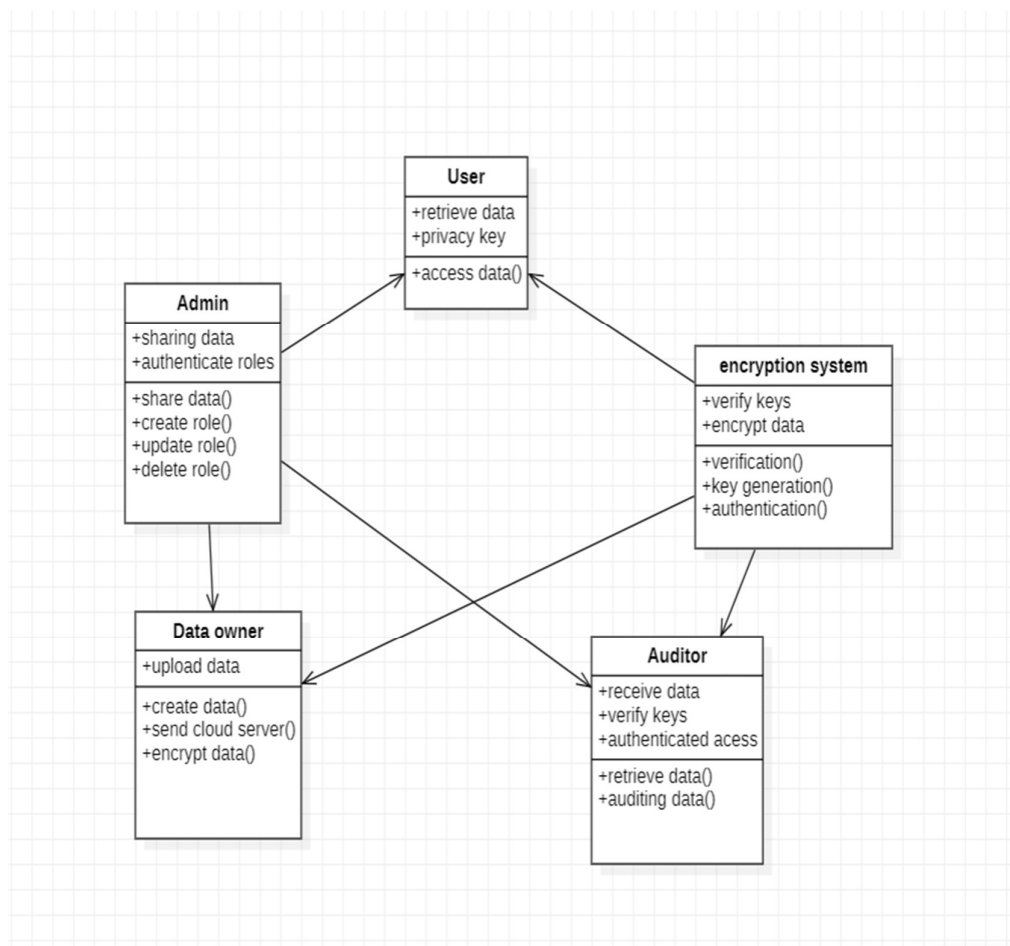 User
+retrieve data
+privacy key
+access data()
Admin
+sharing data
+authenticate roles
+share data()
+create role()
+update role()
+delete role()
encryption system
+verify keys
+encrypt data
+verification()
+key generation()
+authentication()
Data owner
+upload data
+create data()
+send cloud server()
+encrypt data()
Auditor
+receive data
+verify keys
+authenticated acess
+retrieve data()
+auditing data()